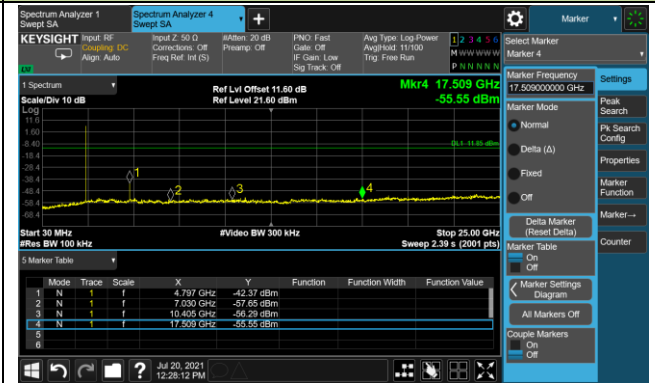 Spectrum Analyzer 1
Swept SA
Spectrum Analyzer 4
Swept SA
+
Marker
KEYSIGHT
Input: RF
Coupling: DC
Align: Auto
Input Z: 50 Ω
Corrections: Off
Freq Ref: Int (S)
#Atten: 20 dB
Preamp: Off
PNO: Fast
Gate: Off
IF Gain: Low
Sig Track: Off
Avg Type: Log-Power
Avg|Hold: 11/100
Trig: Free Run
1 2 3 4 5 6
M W W W W W
P N N N N N
Select Marker
Marker 4
1 Spectrum
Scale/Div 10 dB
Ref Lvl Offset 11.60 dB
Ref Level 21.60 dBm
Mkr4 17.509 GHz
-55.55 dBm
Log
11.6
1.60
-8.40
-18.4
-28.4
-38.4
-48.4
-58.4
-68.4
DL1 -11.85 dBm
1
2
3
4
Start 30 MHz
#Res BW 100 kHz
#Video BW 300 kHz
Stop 25.00 GHz
Sweep 2.39 s (2001 pts)
5 Marker Table
Mode Trace Scale X Y Function Function Width Function Value
1 N 1 f 4.797 GHz -42.37 dBm
2 N 1 f 7.030 GHz -57.65 dBm
3 N 1 f 10.405 GHz -56.29 dBm
4 N 1 f 17.509 GHz -55.55 dBm
5
6
Marker Frequency
17.509000000 GHz
Marker Mode
Normal
Delta (Δ)
Fixed
Off
Delta Marker
(Reset Delta)
Marker Table
On
Off
Marker Settings
Diagram
All Markers Off
Couple Markers
On
Off
Settings
Peak
Search
Pk Search
Config
Properties
Marker
Function
Marker→
Counter
?
Jul 20, 2021
12:28:12 PM